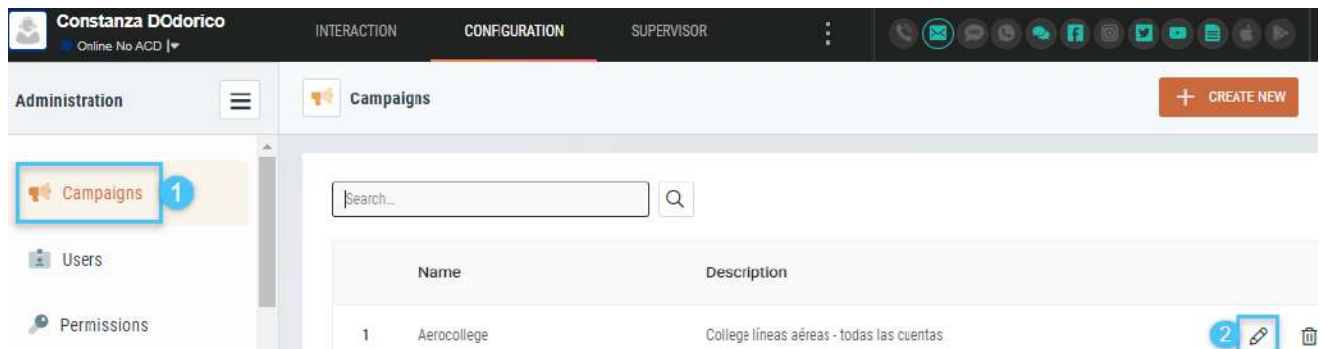 Constanza DOdorico
Online No ACD
INTERACTION
CONFIGURATION
SUPERVISOR
Administration
Campaigns
CREATE NEW
Campaigns
1
Search...
Users
Name
Description
Permissions
1
Aerocollege
College líneas aéreas - todas las cuentas
2